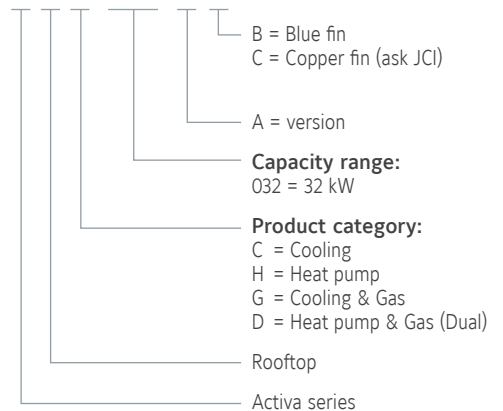 B = Blue fin
C = Copper fin (ask JCI)
A = version
Capacity range:
032 = 32 kW
Product category:
C = Cooling
H = Heat pump
G = Cooling & Gas
D = Heat pump & Gas (Dual)
Rooftop
Activa series